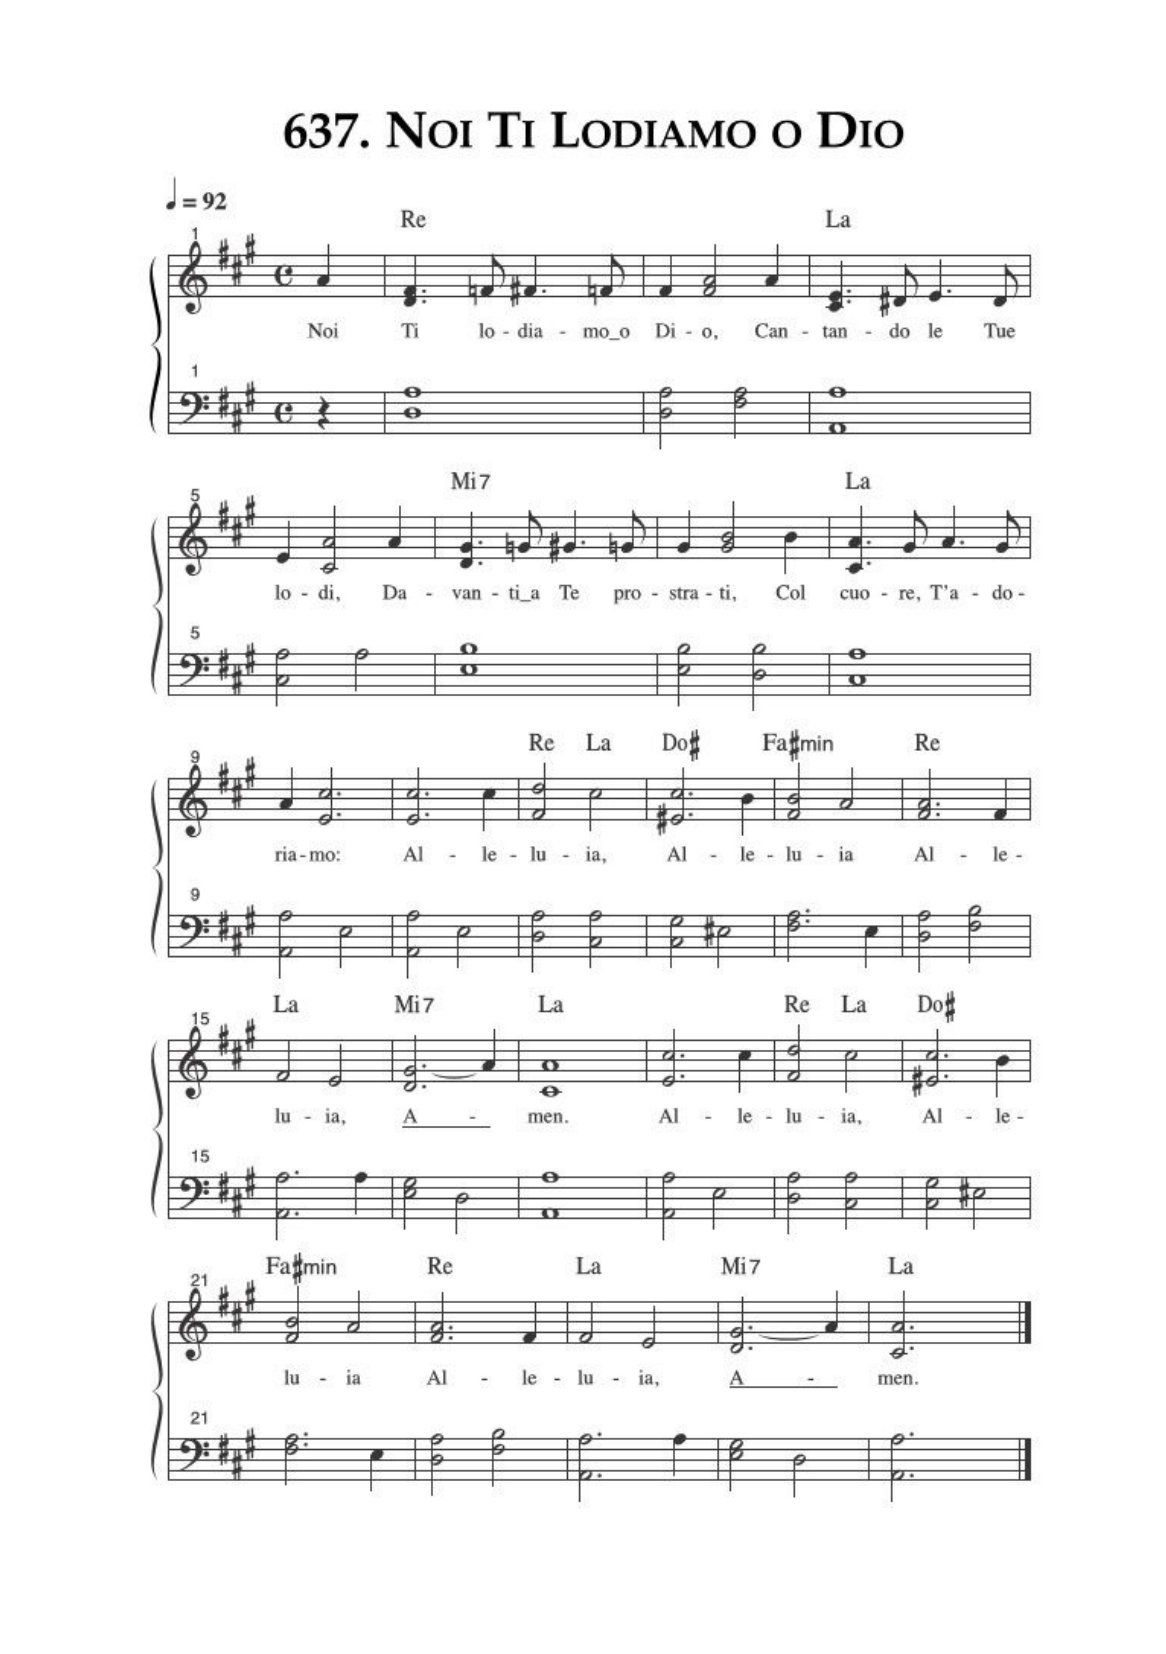 637. Noi Ti Lodiamo o Dio
= 92
Re La
1
Noi Ti lo - dia - mo_o Di - o, Can - tan - do le Tue
1
Mi7 La
5
lo - di, Da - van - ti_a Te pro - stra - ti, Col cuo - re, T'a - do -
5
Re La Do♯ Fa♯min Re
9
ria - mo: Al - le - lu - ia, Al - le - lu - ia Al - le -
9
La Mi7 La Re La Do♯
15
lu - ia, A - men. Al - le - lu - ia, Al - le -
15
Fa♯min Re La Mi7 La
21
lu - ia Al - le - lu - ia, A - men.
21